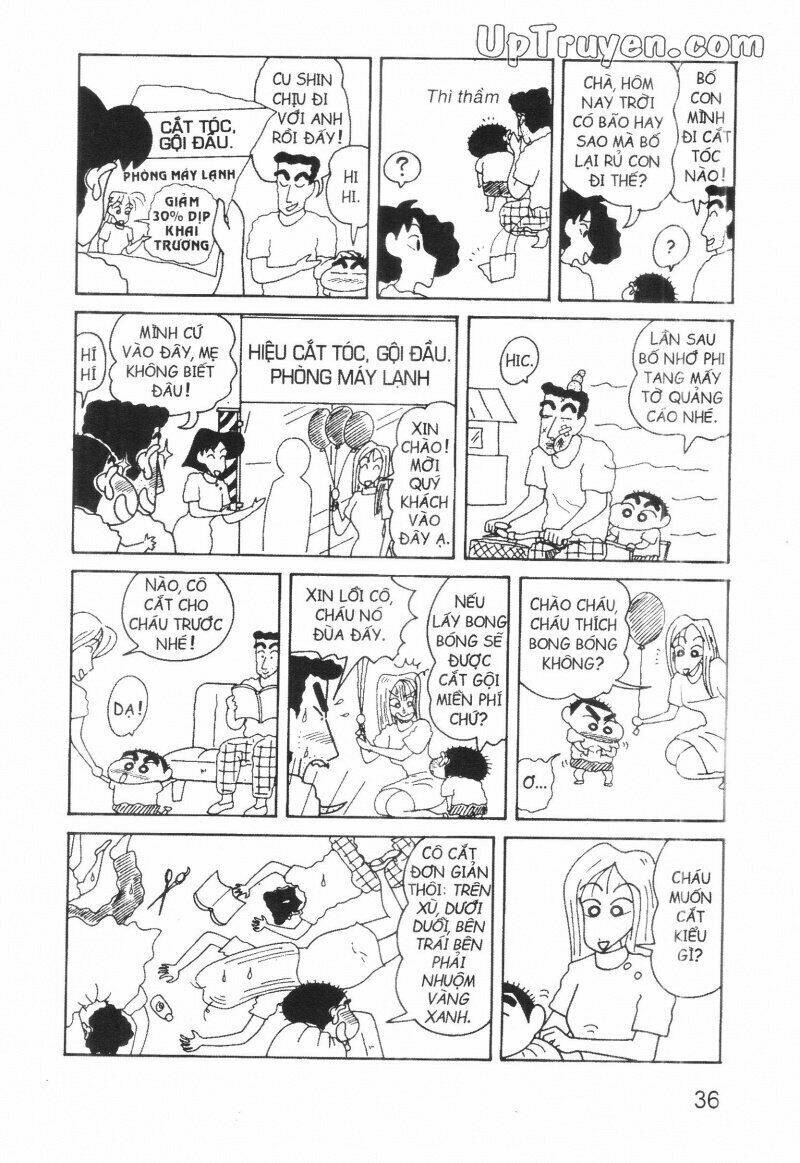 UpTruyen.com
BỐ
CON
MÌNH
ĐI CẮT
TÓC
NÀO!
CHÀ, HÔM
NAY TRỜI
CÓ BÃO HAY
SAO MÀ BỐ
LẠI RỦ CON
ĐI THẾ?
?
Thì thầm
?
CU SHIN
CHỊU ĐI
VỚI ANH
RỒI ĐẤY!
HI
HI.
CẮT TÓC,
GỘI ĐẦU.
PHÒNG MÁY LẠNH
GIẢM
30% DỊP
KHAI
TRƯƠNG
LẦN SAU
BỐ NHỚ PHI
TANG MẤY
TỜ QUẢNG
CÁO NHÉ.
HIC.
HIỆU CẮT TÓC, GỘI ĐẦU.
PHÒNG MÁY LẠNH
XIN
CHÀO!
MỜI
QUÝ
KHÁCH
VÀO
ĐÂY Ạ.
MÌNH CỨ
VÀO ĐÂY, MẸ
KHÔNG BIẾT
ĐÂU!
HÍ
HÍ
CHÀO CHÁU,
CHÁU THÍCH
BONG BÓNG
KHÔNG?
Ơ...
NẾU
LẤY BONG
BÓNG SẼ
ĐƯỢC
CẮT GỘI
MIỄN PHÍ
CHỨ?
XIN LỖI CÔ,
CHÁU NÓ
ĐÙA ĐẤY.
NÀO, CÔ
CẮT CHO
CHÁU TRƯỚC
NHÉ!
DẠ!
CHÁU
MUỐN
CẮT
KIỂU
GÌ?
CÔ CẮT
ĐƠN GIẢN
THÔI: TRÊN
XÙ, DƯỚI
DUỖI, BÊN
TRÁI BÊN
PHẢI
NHUỘM
VÀNG
XANH.
36